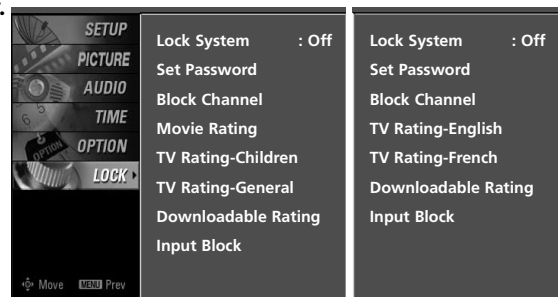 SETUP
PICTURE
AUDIO
TIME
OPTION
LOCK
Move MENU Prev
Lock System : Off
Set Password
Block Channel
Movie Rating
TV Rating-Children
TV Rating-General
Downloadable Rating
Input Block
Lock System : Off
Set Password
Block Channel
TV Rating-English
TV Rating-French
Downloadable Rating
Input Block